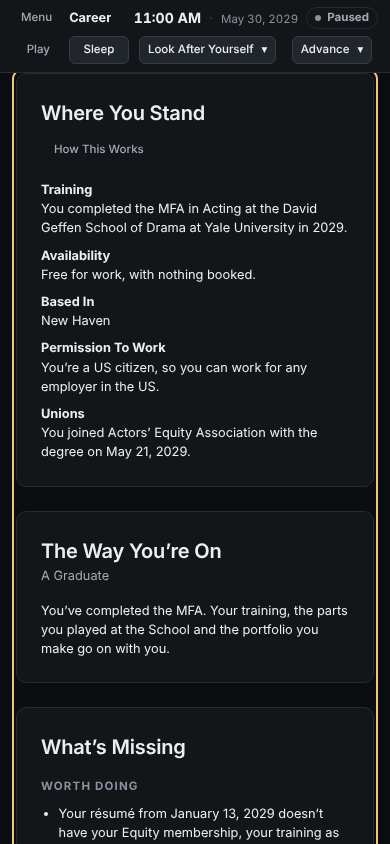 Menu Career 11:00 AM · May 30, 2029 Paused
Play Sleep Look After Yourself ▾ Advance ▾
Where You Stand
How This Works
Training
You completed the MFA in Acting at the David
Geffen School of Drama at Yale University in 2029.
Availability
Free for work, with nothing booked.
Based In
New Haven
Permission To Work
You’re a US citizen, so you can work for any
employer in the US.
Unions
You joined Actors’ Equity Association with the
degree on May 21, 2029.
The Way You’re On
A Graduate
You’ve completed the MFA. Your training, the parts
you played at the School and the portfolio you
make go on with you.
What’s Missing
WORTH DOING
• Your résumé from January 13, 2029 doesn’t
have your Equity membership, your training as